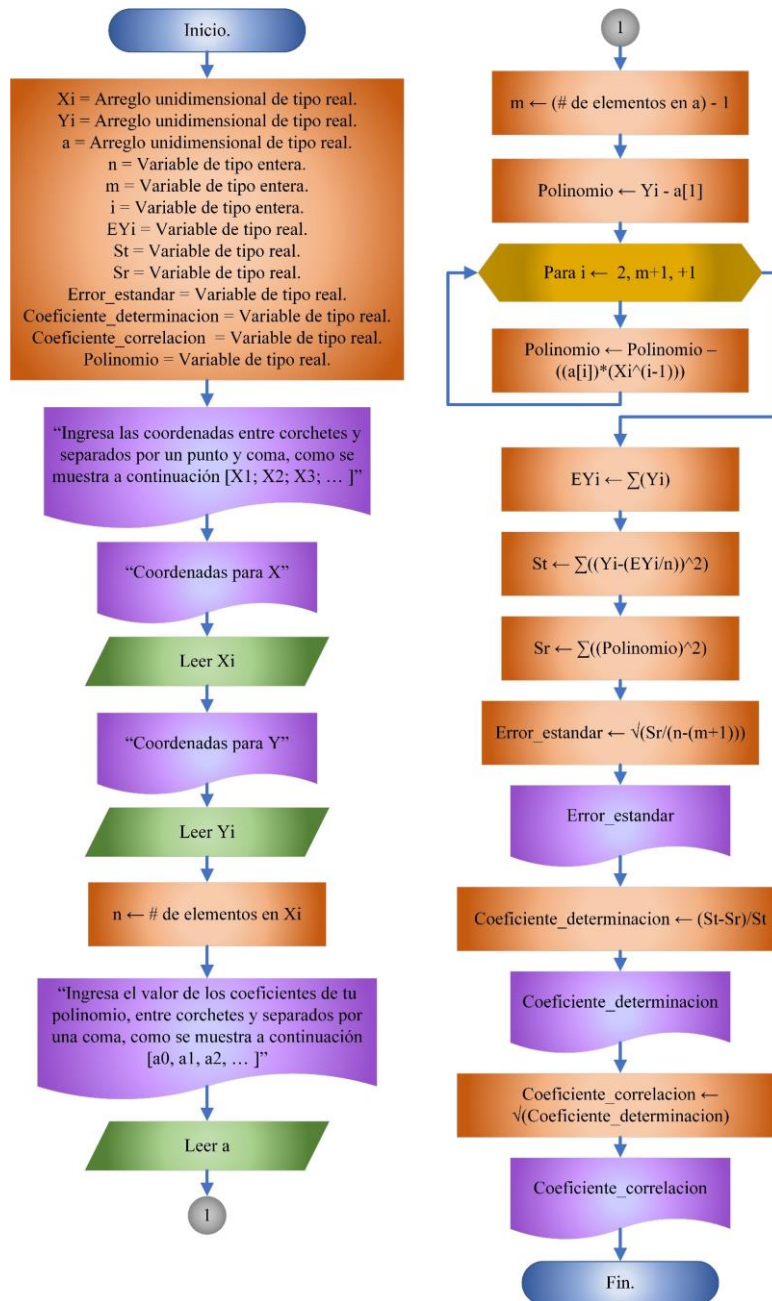 Inicio.
Xi = Arreglo unidimensional de tipo real.
Yi = Arreglo unidimensional de tipo real.
a = Arreglo unidimensional de tipo real.
n = Variable de tipo entera.
m = Variable de tipo entera.
i = Variable de tipo entera.
EYi = Variable de tipo real.
St = Variable de tipo real.
Sr = Variable de tipo real.
Error_estandar = Variable de tipo real.
Coeficiente_determinacion = Variable de tipo real.
Coeficiente_correlacion = Variable de tipo real.
Polinomio = Variable de tipo real.
“Ingresa las coordenadas entre corchetes y
separados por un punto y coma, como se
muestra a continuación [X1; X2; X3; … ]”
“Coordenadas para X”
Leer Xi
“Coordenadas para Y”
Leer Yi
n ← # de elementos en Xi
“Ingresa el valor de los coeficientes de tu
polinomio, entre corchetes y separados por
una coma, como se muestra a continuación
[a0, a1, a2, … ]”
Leer a
1
1
m ← (# de elementos en a) - 1
Polinomio ← Yi - a[1]
Para i ← 2, m+1, +1
Polinomio ← Polinomio –
((a[i])*(Xi^(i-1)))
EYi ← ∑(Yi)
St ← ∑((Yi-(EYi/n))^2)
Sr ← ∑((Polinomio)^2)
Error_estandar ← √(Sr/(n-(m+1)))
Error_estandar
Coeficiente_determinacion ← (St-Sr)/St
Coeficiente_determinacion
Coeficiente_correlacion ←
√(Coeficiente_determinacion)
Coeficiente_correlacion
Fin.